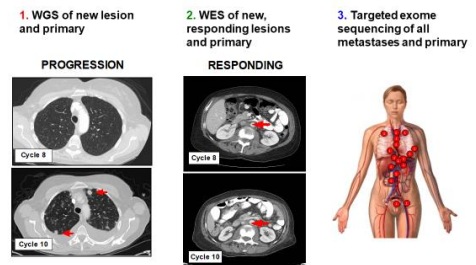 1. WGS of new lesion
and primary
PROGRESSION
Cycle 8
Cycle 10
2. WES of new,
responding lesions
and primary
RESPONDING
Cycle 8
Cycle 10
3. Targeted exome
sequencing of all
metastases and primary